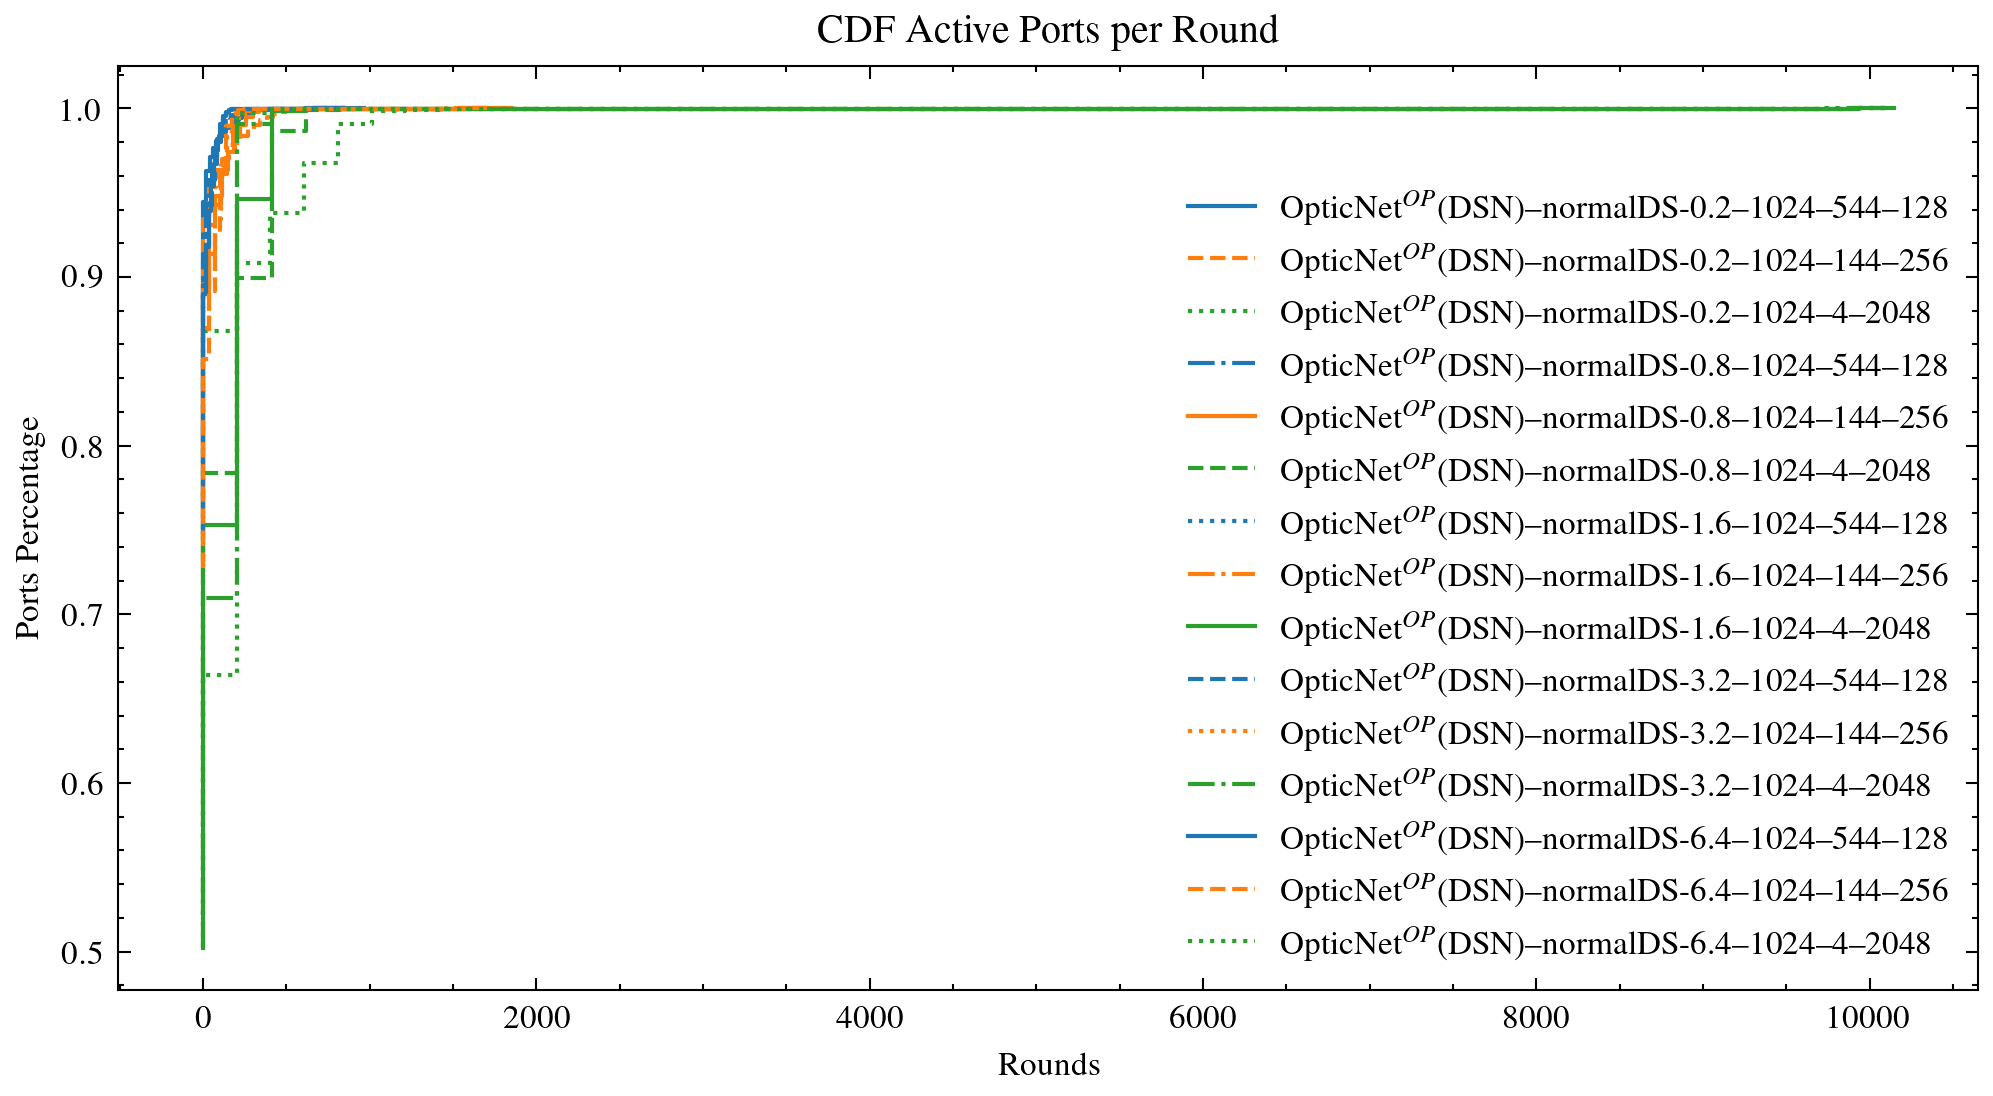 CDF Active Ports per Round
1.0
0.9
0.8
0.7
0.6
0.5
Ports Percentage
0
2000
4000
6000
8000
10000
Rounds
OpticNet^OP(DSN)–normalDS-0.2–1024–544–128
OpticNet^OP(DSN)–normalDS-0.2–1024–144–256
OpticNet^OP(DSN)–normalDS-0.2–1024–4–2048
OpticNet^OP(DSN)–normalDS-0.8–1024–544–128
OpticNet^OP(DSN)–normalDS-0.8–1024–144–256
OpticNet^OP(DSN)–normalDS-0.8–1024–4–2048
OpticNet^OP(DSN)–normalDS-1.6–1024–544–128
OpticNet^OP(DSN)–normalDS-1.6–1024–144–256
OpticNet^OP(DSN)–normalDS-1.6–1024–4–2048
OpticNet^OP(DSN)–normalDS-3.2–1024–544–128
OpticNet^OP(DSN)–normalDS-3.2–1024–144–256
OpticNet^OP(DSN)–normalDS-3.2–1024–4–2048
OpticNet^OP(DSN)–normalDS-6.4–1024–544–128
OpticNet^OP(DSN)–normalDS-6.4–1024–144–256
OpticNet^OP(DSN)–normalDS-6.4–1024–4–2048